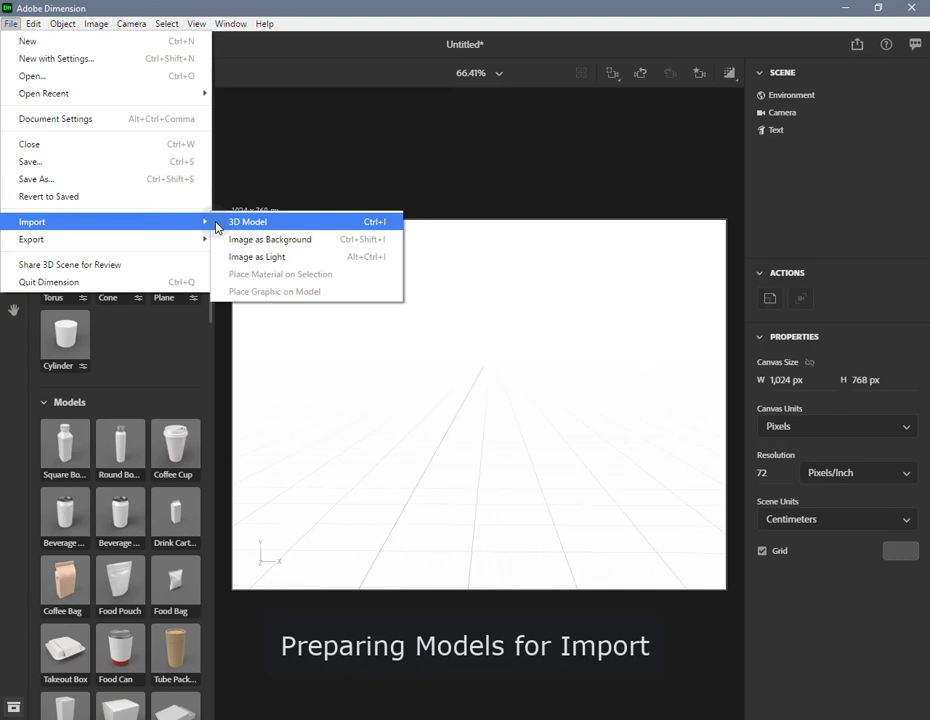 Dn Adobe Dimension
File Edit Object Image Camera Select View Window Help
Untitled*
66.41%
New Ctrl+N
New with Settings... Ctrl+Shift+N
Open... Ctrl+O
Open Recent
Document Settings Alt+Ctrl+Comma
Close Ctrl+W
Save... Ctrl+S
Save As... Ctrl+Shift+S
Revert to Saved
Import
Export
Share 3D Scene for Review
Quit Dimension Ctrl+Q
3D Model Ctrl+I
Image as Background Ctrl+Shift+I
Image as Light Alt+Ctrl+I
Place Material on Selection
Place Graphic on Model
Torus Cone Plane
Cylinder
Models
Square Bo... Round Bo... Coffee Cup
Beverage ... Beverage ... Drink Cart...
Coffee Bag Food Pouch Food Bag
Takeout Box Food Can Tube Pack...
Y
Z X
Preparing Models for Import
SCENE
Environment
Camera
Text
ACTIONS
PROPERTIES
Canvas Size
W 1,024 px H 768 px
Canvas Units
Pixels
Resolution
72 Pixels/Inch
Scene Units
Centimeters
Grid